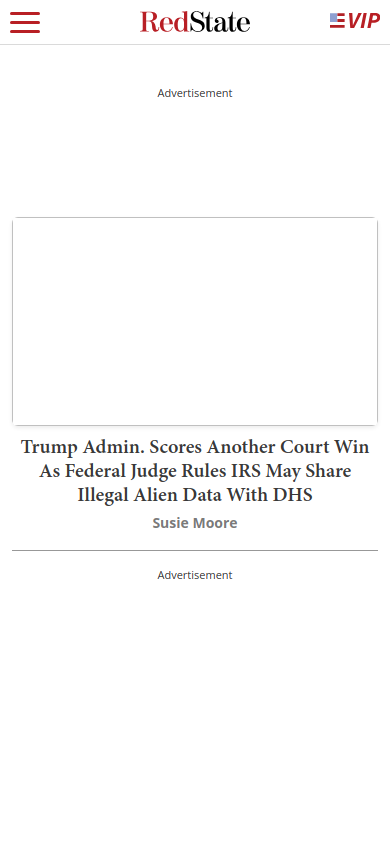 RedState
VIP
Advertisement
Trump Admin. Scores Another Court Win
As Federal Judge Rules IRS May Share
Illegal Alien Data With DHS
Susie Moore
Advertisement